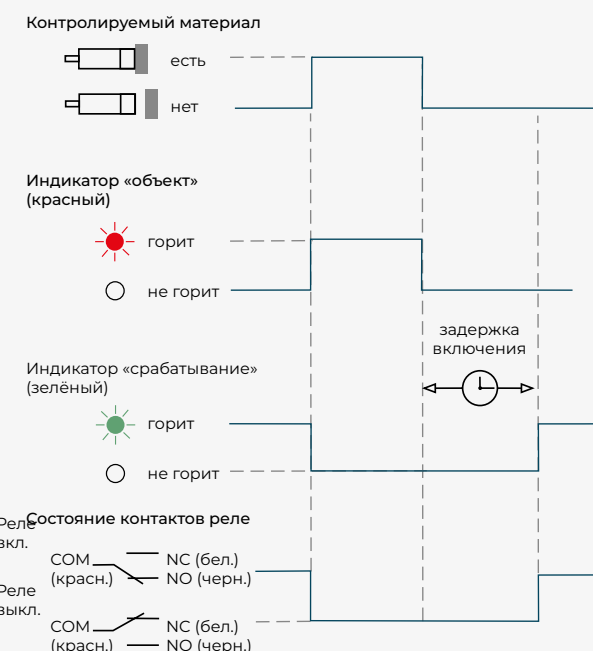 Контролируемый материал
есть
нет
Индикатор «объект»
(красный)
горит
не горит
задержка
включения
Индикатор «срабатывание»
(зелёный)
горит
не горит
Состояние контактов реле
Реле
вкл.
COM
(красн.)
NC (бел.)
NO (черн.)
Реле
выкл.
COM
(красн.)
NC (бел.)
NO (черн.)